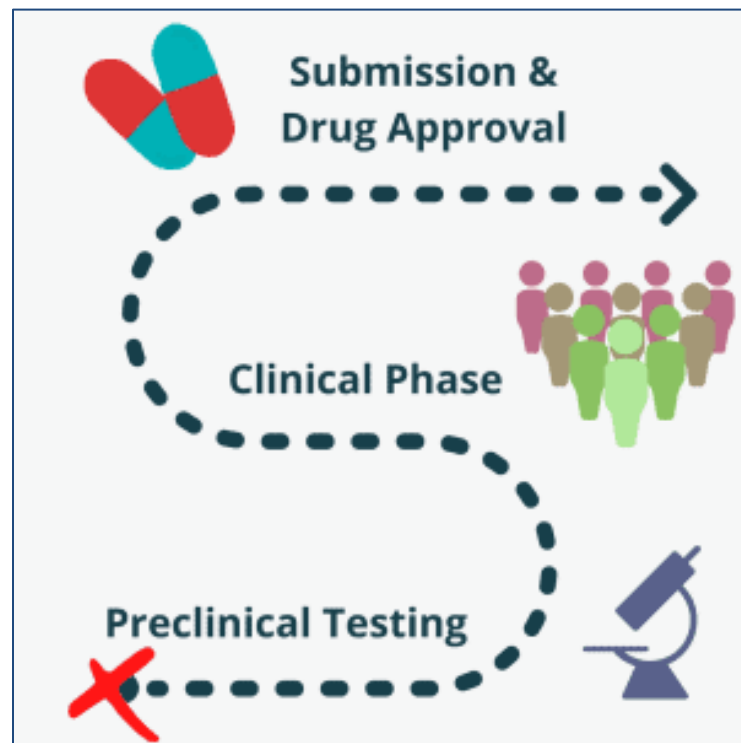 Submission &
Drug Approval
Clinical Phase
Preclinical Testing